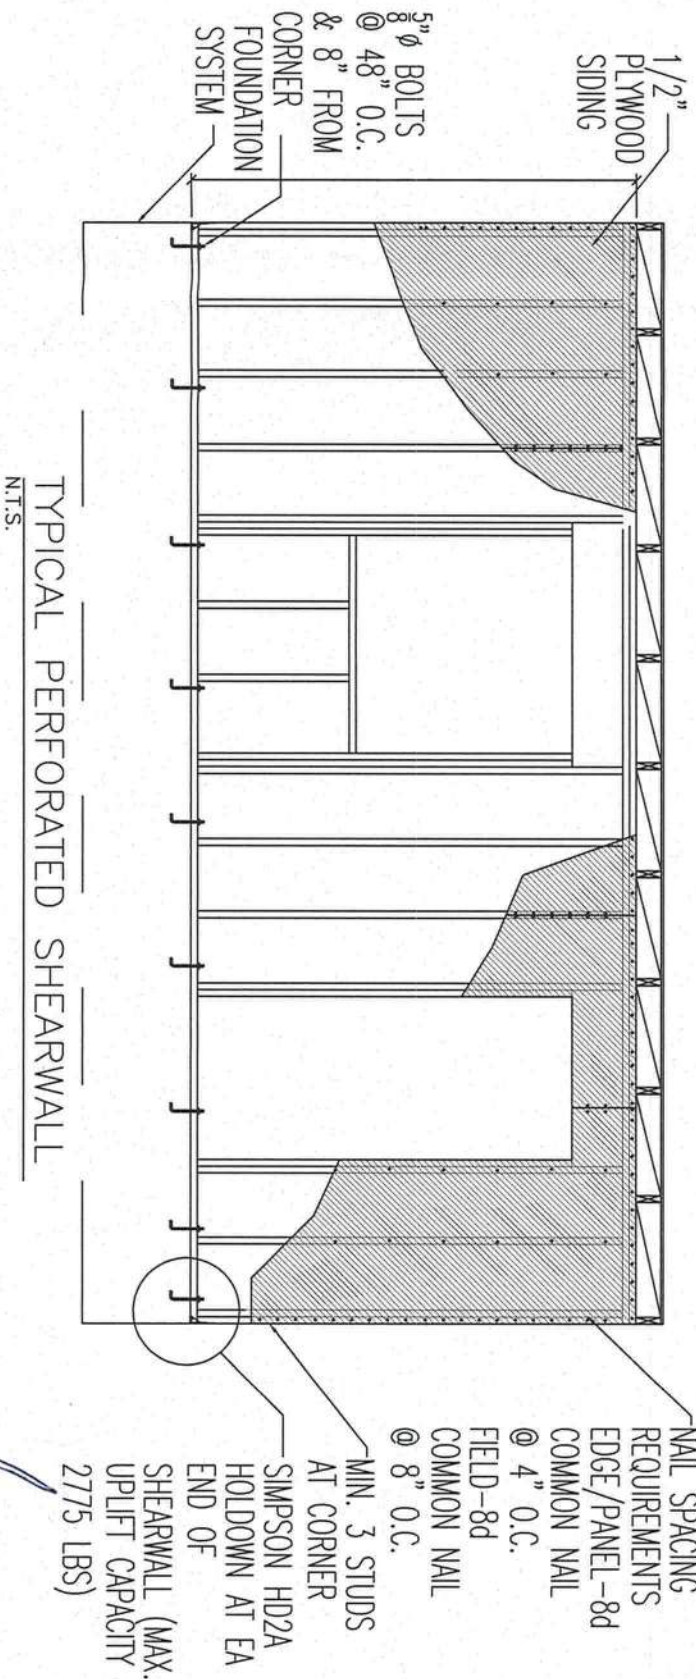 1/2"
PLYWOOD
SIDING
5/8"ø BOLTS
@ 48" O.C.
& 8" FROM
CORNER
FOUNDATION
SYSTEM
NAIL SPACING
REQUIREMENTS
EDGE/PANEL-8d
COMMON NAIL
@ 4" O.C.
FIELD-8d
COMMON NAIL
@ 8" O.C.
MIN. 3 STUDS
AT CORNER
SIMPSON HD2A
HOLDOWN AT EA
END OF
SHEARWALL (MAX.
UPLIFT CAPACITY
2775 LBS)
TYPICAL PERFORATED SHEARWALL
N.T.S.